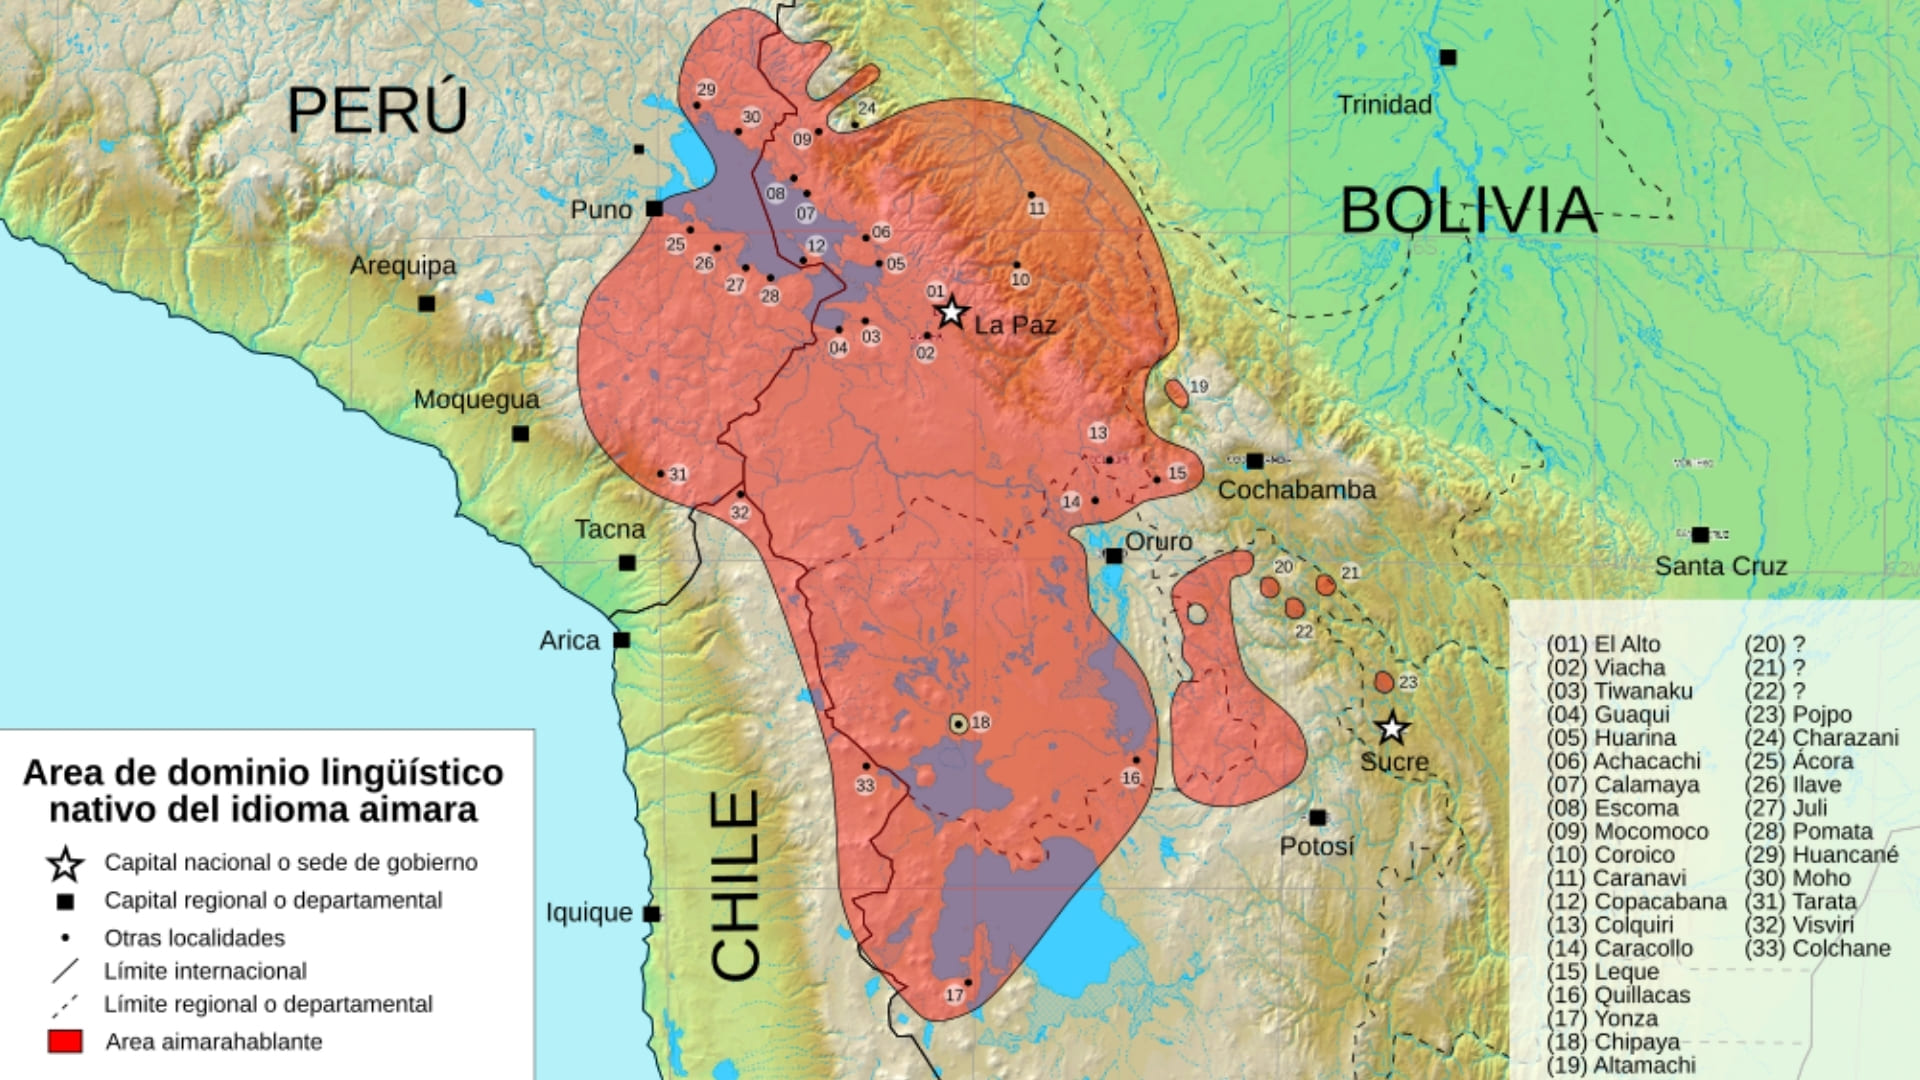 PERÚ
BOLIVIA
CHILE
Trinidad
Puno
Arequipa
Moquegua
Tacna
Arica
Iquique
La Paz
Cochabamba
Oruro
Santa Cruz
Sucre
Potosí
29
30
24
09
08
07
11
06
12
25
26
05
27
28
10
01
03
04
02
19
13
31
15
14
32
20
21
22
23
18
33
16
17
Area de dominio lingüístico
nativo del idioma aimara
Capital nacional o sede de gobierno
Capital regional o departamental
Otras localidades
Límite internacional
Límite regional o departamental
Area aimarahablante
(01) El Alto
(02) Viacha
(03) Tiwanaku
(04) Guaqui
(05) Huarina
(06) Achacachi
(07) Calamaya
(08) Escoma
(09) Mocomoco
(10) Coroico
(11) Caranavi
(12) Copacabana
(13) Colquiri
(14) Caracollo
(15) Leque
(16) Quillacas
(17) Yonza
(18) Chipaya
(19) Altamachi
(20) ?
(21) ?
(22) ?
(23) Pojpo
(24) Charazani
(25) Ácora
(26) Ilave
(27) Juli
(28) Pomata
(29) Huancané
(30) Moho
(31) Tarata
(32) Visviri
(33) Colchane